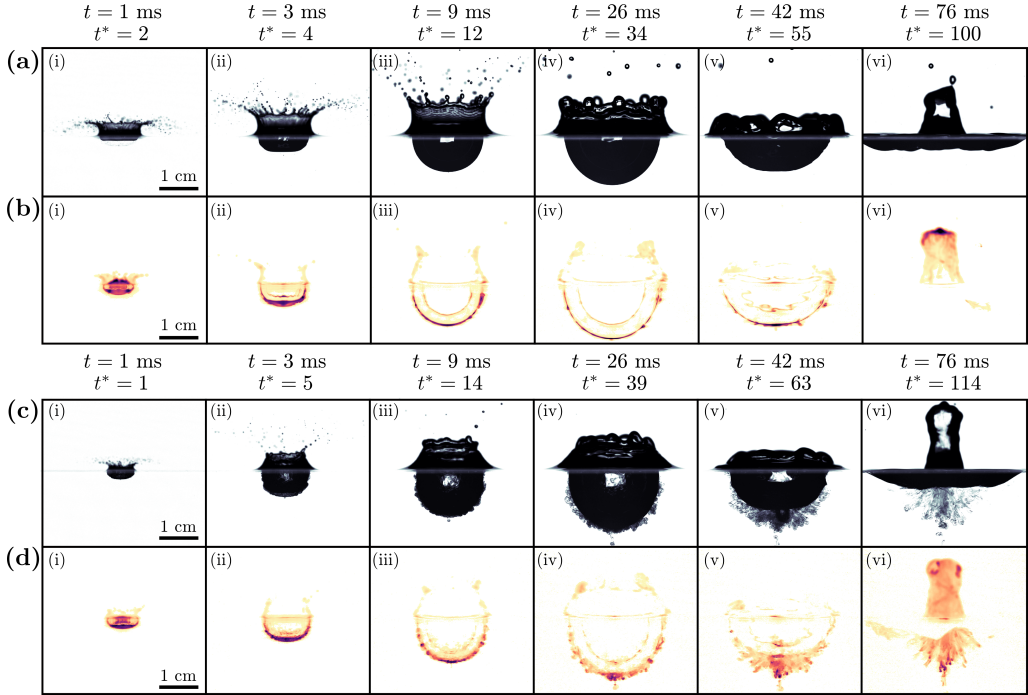 t = 1 ms t = 3 ms t = 9 ms t = 26 ms t = 42 ms t = 76 ms
t* = 2 t* = 4 t* = 12 t* = 34 t* = 55 t* = 100
(a) (i) (ii) (iii) (iv) (v) (vi)
1 cm
(b) (i) (ii) (iii) (iv) (v) (vi)
1 cm
t = 1 ms t = 3 ms t = 9 ms t = 26 ms t = 42 ms t = 76 ms
t* = 1 t* = 5 t* = 14 t* = 39 t* = 63 t* = 114
(c) (i) (ii) (iii) (iv) (v) (vi)
1 cm
(d) (i) (ii) (iii) (iv) (v) (vi)
1 cm